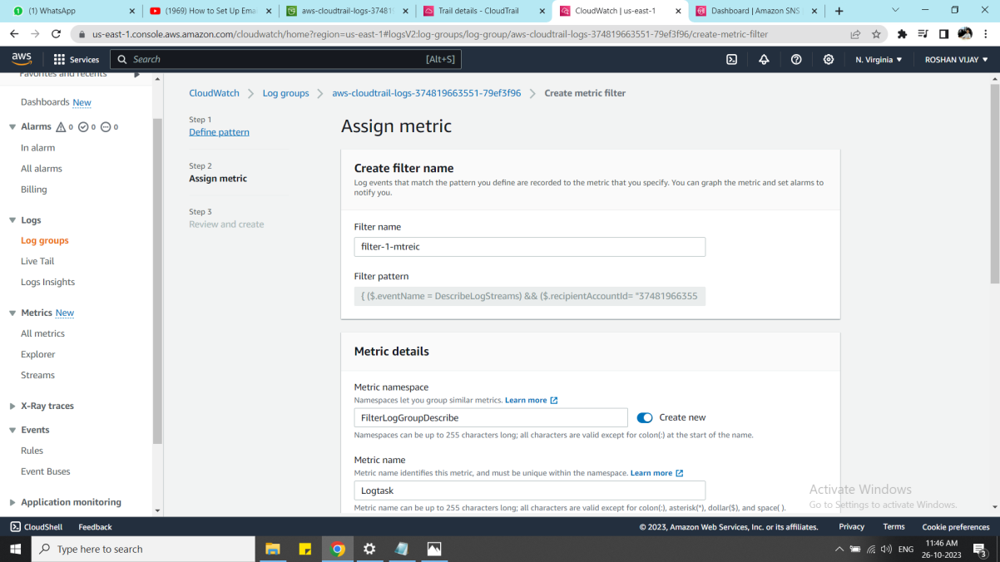 (1) WhatsApp
(1969) How to Set Up Emai
aws-cloudtrail-logs-37481
Trail details - CloudTrail
CloudWatch | us-east-1
Dashboard | Amazon SNS
us-east-1.console.aws.amazon.com/cloudwatch/home?region=us-east-1#logsV2:log-groups/log-group/aws-cloudtrail-logs-374819663551-79ef3f96/create-metric-filter
aws
Services
Search
[Alt+S]
N. Virginia
ROSHAN VIJAY
Favorites and recents
Dashboards New
Alarms 0 0 0
In alarm
All alarms
Billing
Logs
Log groups
Live Tail
Logs Insights
Metrics New
All metrics
Explorer
Streams
X-Ray traces
Events
Rules
Event Buses
Application monitoring
CloudWatch
Log groups
aws-cloudtrail-logs-374819663551-79ef3f96
Create metric filter
Step 1
Define pattern
Step 2
Assign metric
Step 3
Review and create
Assign metric
Create filter name
Log events that match the pattern you define are recorded to the metric that you specify. You can graph the metric and set alarms to
notify you.
Filter name
filter-1-mtreic
Filter pattern
{ ($.eventName = DescribeLogStreams) && ($.recipientAccountId= "37481966355
Metric details
Metric namespace
Namespaces let you group similar metrics. Learn more
FilterLogGroupDescribe
Create new
Namespaces can be up to 255 characters long; all characters are valid except for colon(:) at the start of the name.
Metric name
Metric name identifies this metric, and must be unique within the namespace. Learn more
Logtask
Metric name can be up to 255 characters long; all characters are valid except for colon(:), asterisk(*), dollar($), and space( ).
Activate Windows
Go to Settings to activate Windows.
CloudShell
Feedback
© 2023, Amazon Web Services, Inc. or its affiliates.
Privacy
Terms
Cookie preferences
Type here to search
ENG
11:46 AM
26-10-2023
3